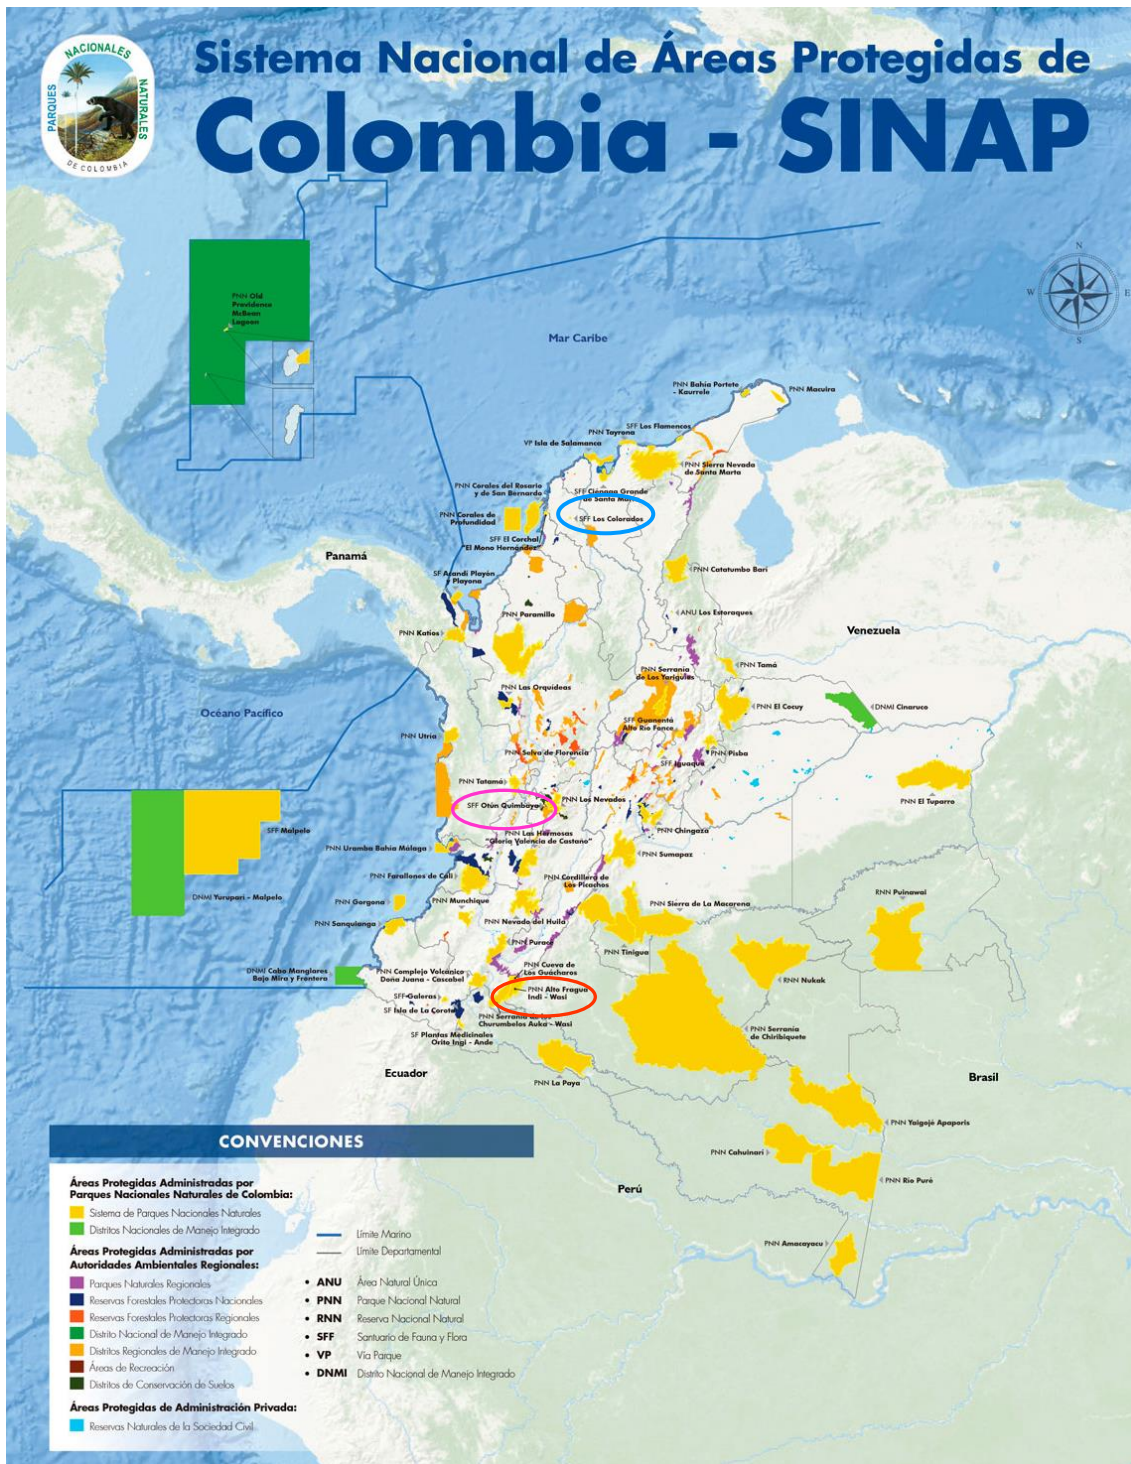 PARQUES NACIONALES NATURALES
DE COLOMBIA
Sistema Nacional de Áreas Protegidas de
Colombia - SINAP
N
W
E
S
PNN Old
Providence
McBean
Lagoon
Mar Caribe
PNN Bahía Portete
- Kaurrele
PNN Macuira
SFF Los Flamencos
PNN Tayrona
VP Isla de Salamanca
PNN Sierra Nevada
de Santa Marta
PNN Corales del Rosario
y de San Bernardo
SFF Ciénaga Grande
de Santa Marta
PNN Corales de
Profundidad
SFF Los Colorados
SFF El Corchal
"El Mono Hernández"
Panamá
PNN Catatumbo Barí
SF Acandí Playón
y Playona
PNN Paramillo
ANU Los Estoraques
PNN Katíos
Venezuela
PNN Tamá
PNN Serranía
de Los Yariguíes
PNN Las Orquídeas
PNN El Cocuy
DNMI Cinaruco
Océano Pacífico
SFF Guanentá
Alto Río Fonce
PNN Utría
PNN Selva de Florencia
PNN Pisba
SFF Iguaque
PNN Tatamá
PNN El Tuparro
SFF Otún Quimbaya
PNN Los Nevados
SFF Malpelo
PNN Chingaza
PNN Las Hermosas
"Gloria Valencia de Castaño"
PNN Uramba Bahía Málaga
PNN Sumapaz
PNN Farallones de Cali
PNN Cordillera de
Los Picachos
DNMI Yurupari - Malpelo
RNN Puinawai
PNN Gorgona
PNN Munchique
PNN Sierra de La Macarena
PNN Sanquianga
PNN Nevado del Huila
PNN Puracé
PNN Tinigua
DNMI Cabo Manglares
Bajo Mira y Frontera
PNN Complejo Volcánico
Doña Juana - Cascabel
PNN Cueva de
Los Guácharos
RNN Nukak
PNN Alto Fragua
Indi - Wasi
SFF Galeras
SF Isla de La Corota
PNN Serranía de los
Churumbelos Auka - Wasi
PNN Serranía
de Chiribiquete
SF Plantas Medicinales
Orito Ingi - Ande
Ecuador
PNN La Paya
Brasil
PNN Yaigojé Apaporis
PNN Cahuinarí
PNN Río Puré
Perú
PNN Amacayacu
CONVENCIONES
Áreas Protegidas Administradas por
Parques Nacionales Naturales de Colombia:
Sistema de Parques Nacionales Naturales
Distritos Nacionales de Manejo Integrado
Áreas Protegidas Administradas por
Autoridades Ambientales Regionales:
Parques Naturales Regionales
Reservas Forestales Protectoras Nacionales
Reservas Forestales Protectoras Regionales
Distrito Nacional de Manejo Integrado
Distritos Regionales de Manejo Integrado
Áreas de Recreación
Distritos de Conservación de Suelos
Áreas Protegidas de Administración Privada:
Reservas Naturales de la Sociedad Civil
Límite Marino
Límite Departamental
• ANU Área Natural Única
• PNN Parque Nacional Natural
• RNN Reserva Nacional Natural
• SFF Santuario de Fauna y Flora
• VP Vía Parque
• DNMI Distrito Nacional de Manejo Integrado